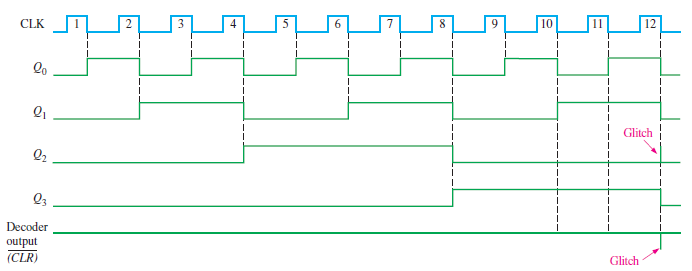 CLK 1 2 3 4 5 6 7 8 9 10 11 12
Q0
Q1
Glitch
Q2
Q3
Decoder
output
(CLR)
Glitch